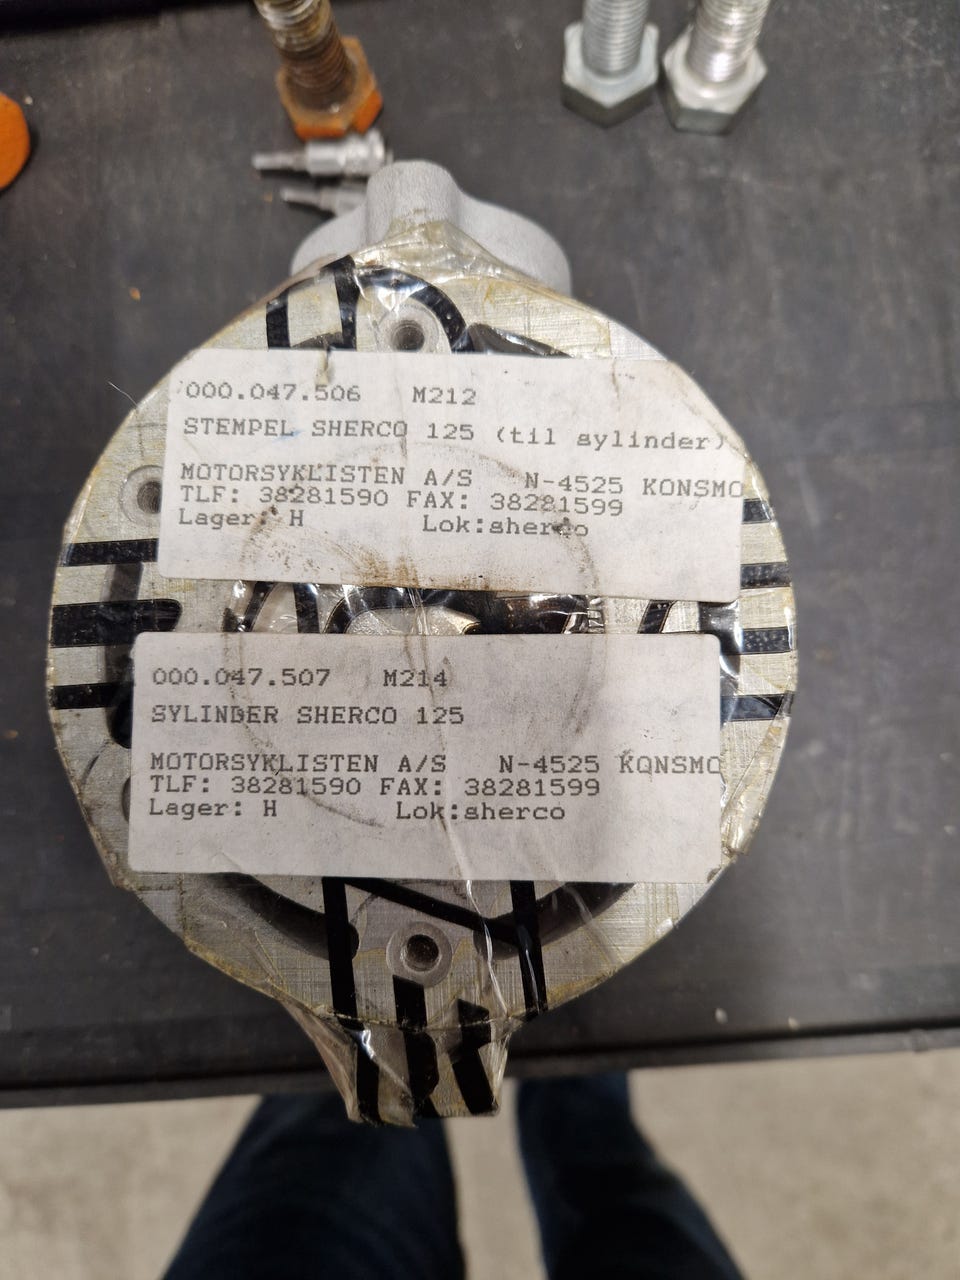 000.047.506 M212
STEMPEL SHERCO 125 (til sylinder)
MOTORSYKLISTEN A/S N-4525 KONSMO
TLF: 38281590 FAX: 38281599
Lager: H Lok:sherco
000.047.507 M214
SYLINDER SHERCO 125
MOTORSYKLISTEN A/S N-4525 KONSMO
TLF: 38281590 FAX: 38281599
Lager: H Lok:sherco